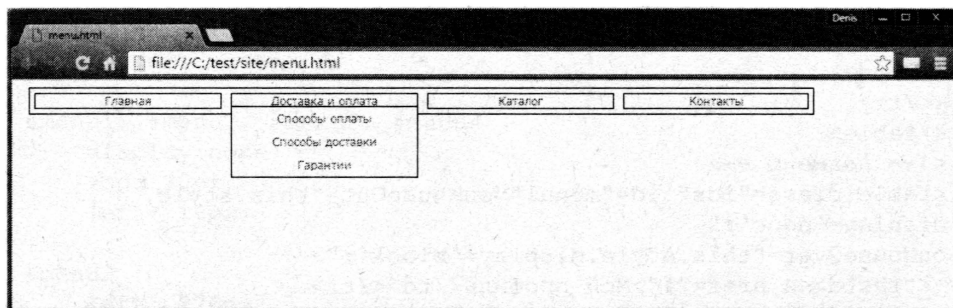 Denis
menu.html
file:///C:/test/site/menu.html
Главная Доставка и оплата Каталог Контакты
Способы оплаты
Способы доставки
Гарантии